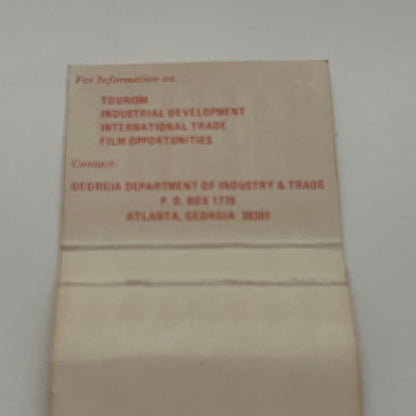 For Information on...
TOURISM
INDUSTRIAL DEVELOPMENT
INTERNATIONAL TRADE
FILM OPPORTUNITIES
Contact:
GEORGIA DEPARTMENT OF INDUSTRY & TRADE
P. O. BOX 1776
ATLANTA, GEORGIA 30301